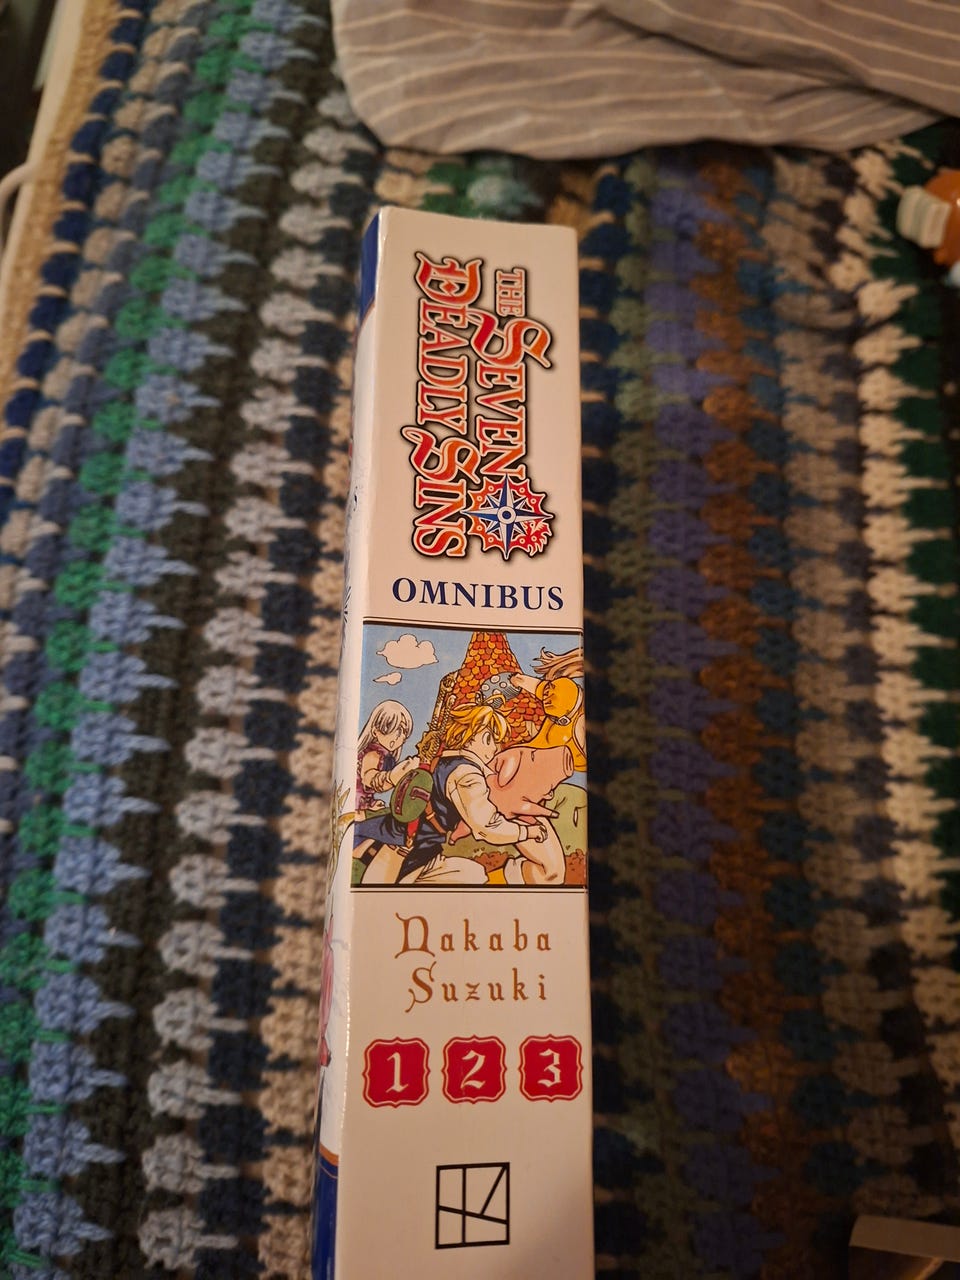 THE SEVEN
DEADLY SINS
OMNIBUS
Nakaba
Suzuki
1 2 3